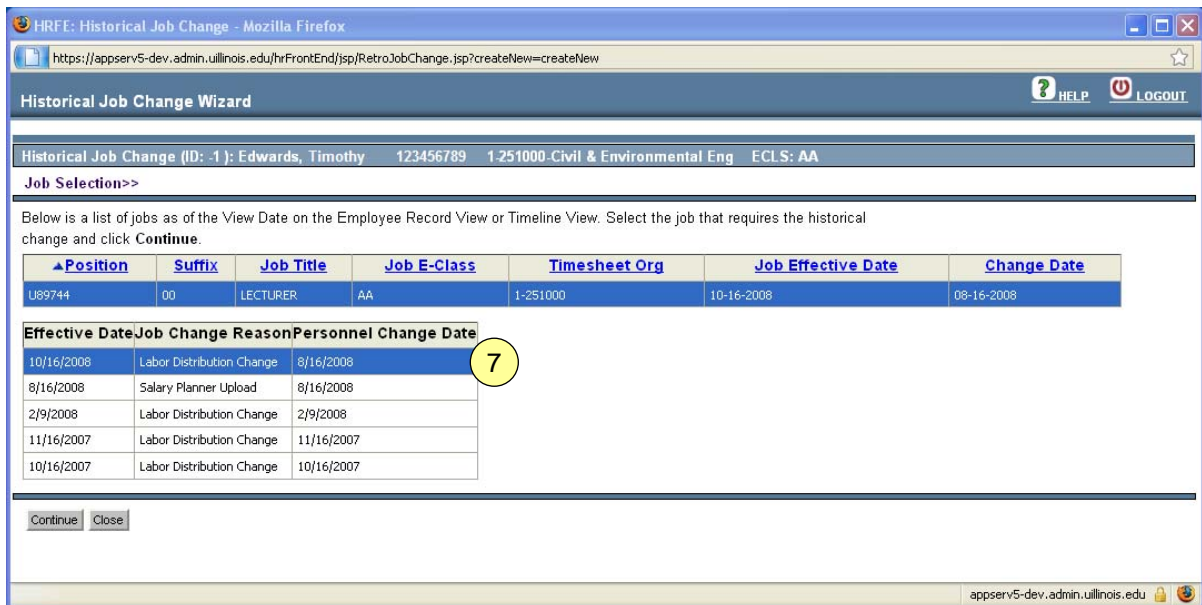 HRFE: Historical Job Change - Mozilla Firefox
https://appserv5-dev.admin.uillinois.edu/hrFrontEnd/jsp/RetroJobChange.jsp?createNew=createNew
Historical Job Change Wizard ? HELP LOGOUT
Historical Job Change (ID: -1 ): Edwards, Timothy 123456789 1-251000-Civil & Environmental Eng ECLS: AA
Job Selection>>
Below is a list of jobs as of the View Date on the Employee Record View or Timeline View. Select the job that requires the historical
change and click Continue.
▲Position Suffix Job Title Job E-Class Timesheet Org Job Effective Date Change Date
U89744 00 LECTURER AA 1-251000 10-16-2008 08-16-2008
Effective Date Job Change Reason Personnel Change Date
10/16/2008 Labor Distribution Change 8/16/2008 7
8/16/2008 Salary Planner Upload 8/16/2008
2/9/2008 Labor Distribution Change 2/9/2008
11/16/2007 Labor Distribution Change 11/16/2007
10/16/2007 Labor Distribution Change 10/16/2007
Continue Close
appserv5-dev.admin.uillinois.edu